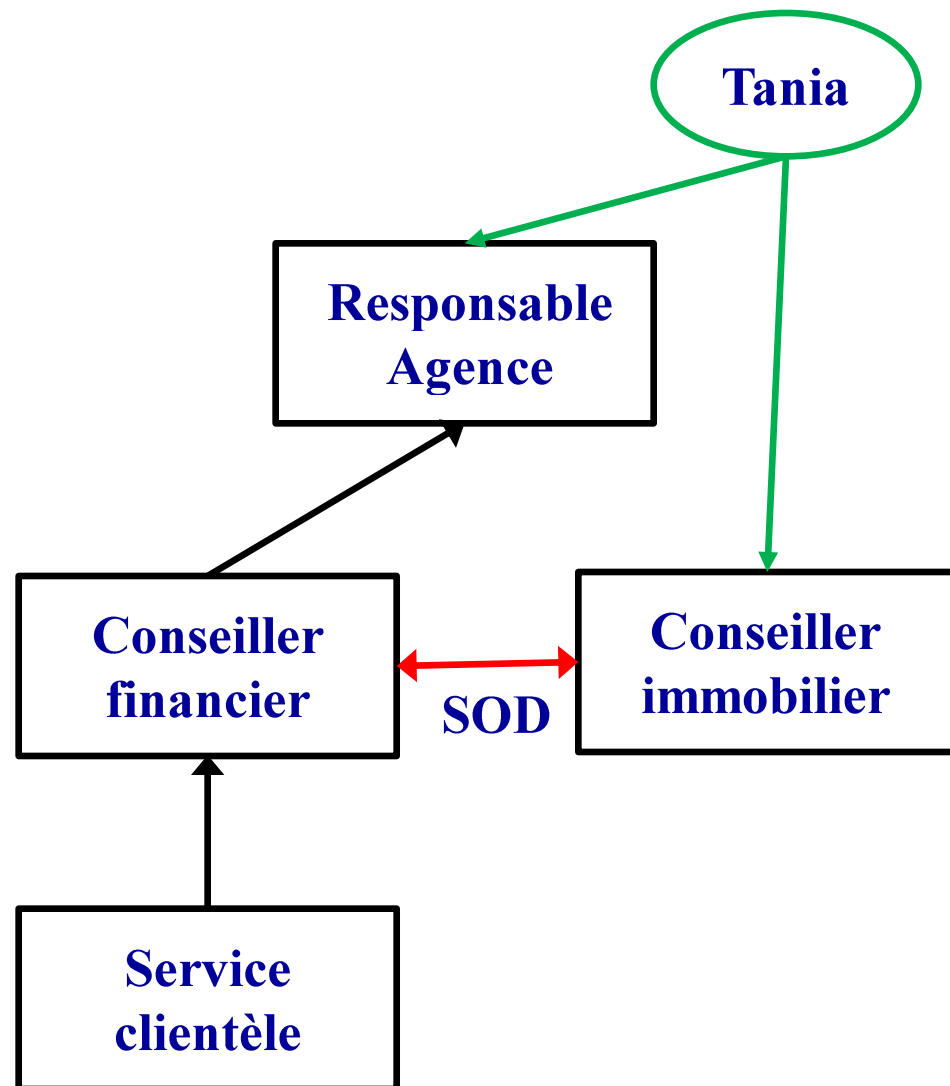 Tania
Responsable
Agence
Conseiller
financier
SOD
Conseiller
immobilier
Service
clientèle